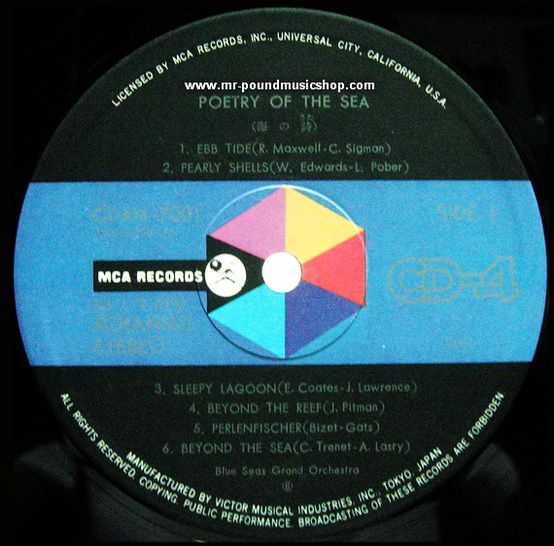 LICENSED BY MCA RECORDS, INC., UNIVERSAL CITY, CALIFORNIA, U.S.A.
www.mr-poundmusicshop.com
POETRY OF THE SEA
(海の詩)
うた
1. EBB TIDE(R. Maxwell-C. Sigman)
2. PEARLY SHELLS(W. Edwards-L. Pober)
SIDE 1
MCA RECORDS
CD-4
STEREO
3. SLEEPY LAGOON(E. Coates-J. Lawrence)
4. BEYOND THE REEF(J. Pitman)
5. PERLENFISCHER(Bizet-Gats)
6. BEYOND THE SEA(C. Trenet-A. Lasry)
Blue Seas Grand Orchestra
Ⓡ
MANUFACTURED BY VICTOR MUSICAL INDUSTRIES, INC., TOKYO, JAPAN
ALL RIGHTS RESERVED. COPYING. PUBLIC PERFORMANCE. BROADCASTING OF THESE RECORDS ARE FORBIDDEN